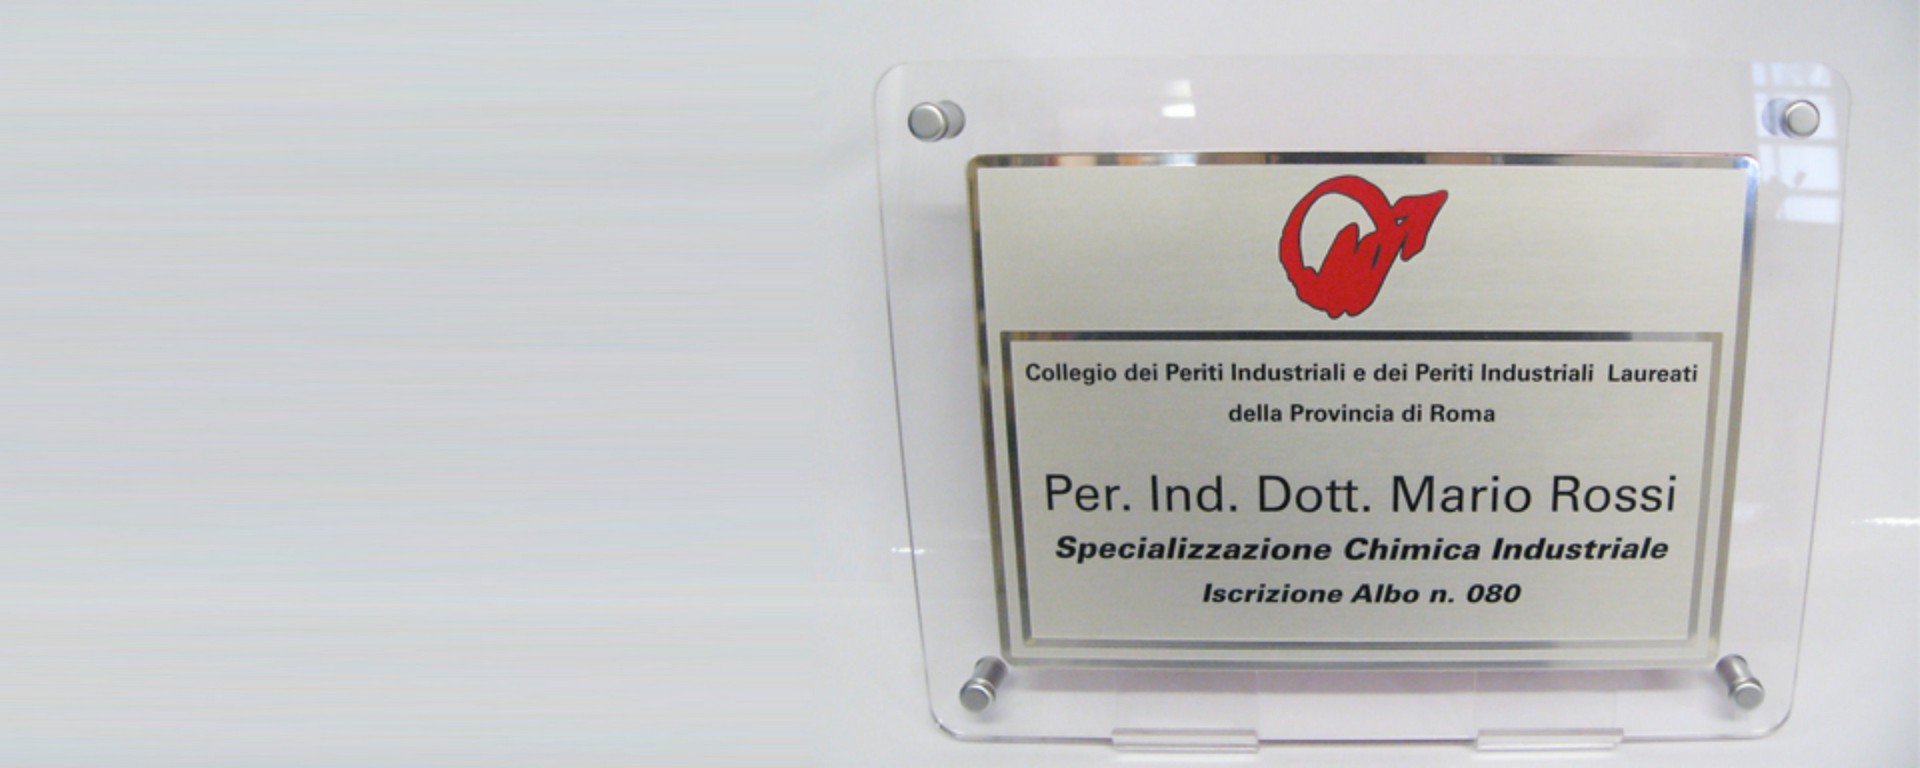 Collegio dei Periti Industriali e dei Periti Industriali Laureati
della Provincia di Roma
Per. Ind. Dott. Mario Rossi
Specializzazione Chimica Industriale
Iscrizione Albo n. 080